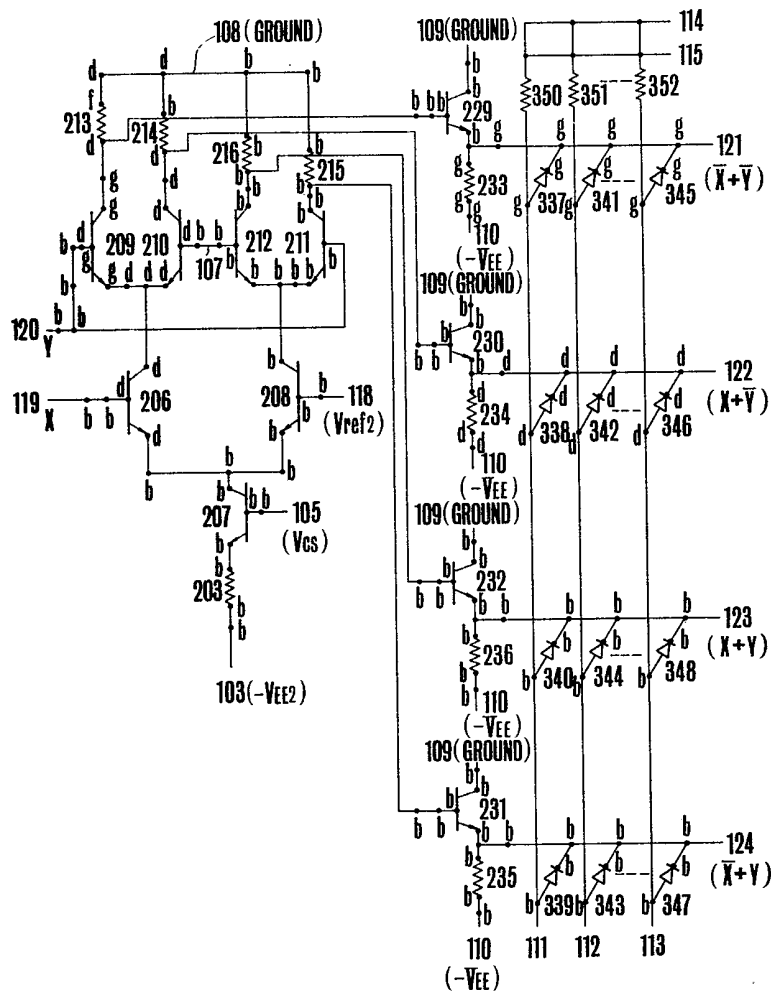 108 (GROUND)
109 (GROUND)
114
115
d d b b
b b
f b
213 214 216 215
d d b b
b b b
229
350 351 352
g g g g
121
(X̅+Y̅)
g 233 g
g g g
337 341 345
g g g
110
(-VEE)
g d b b
g d b b
b 209 210 d b b 212 211
107
g g d d d b b b b
120 Y b b
109 (GROUND)
b b
230
b b b
d d d d
122
(X+Y̅)
d 234 d
d d d
338 342 346
d d d
110
(-VEE)
119 X b b d 206 d
208 b b 118
(Vref2)
b b
b b b
207 b b b 105
(VCS)
b b
203
b b
103 (-VEE2)
109 (GROUND)
b b
232
b b b
b b b b b
123
(X+Y)
b 236 b
b b b
340 344 348
b b b
110
(-VEE)
109 (GROUND)
b b
231
b b b
b b b b b
124
(X̅+Y)
b 235 b
b b b
339 343 347
b b b
110
(-VEE)
111 112 113